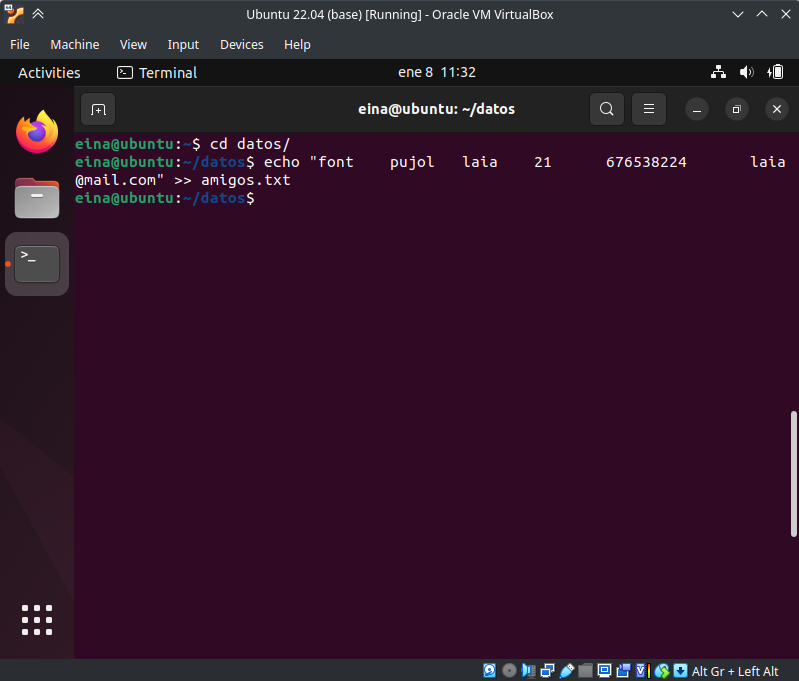 Ubuntu 22.04 (base) [Running] - Oracle VM VirtualBox
File Machine View Input Devices Help
Activities Terminal ene 8 11:32
eina@ubuntu: ~/datos
eina@ubuntu:~$ cd datos/
eina@ubuntu:~/datos$ echo "font    pujol   laia    21      676538224       laia
@mail.com" >> amigos.txt
eina@ubuntu:~/datos$
>_
Alt Gr + Left Alt